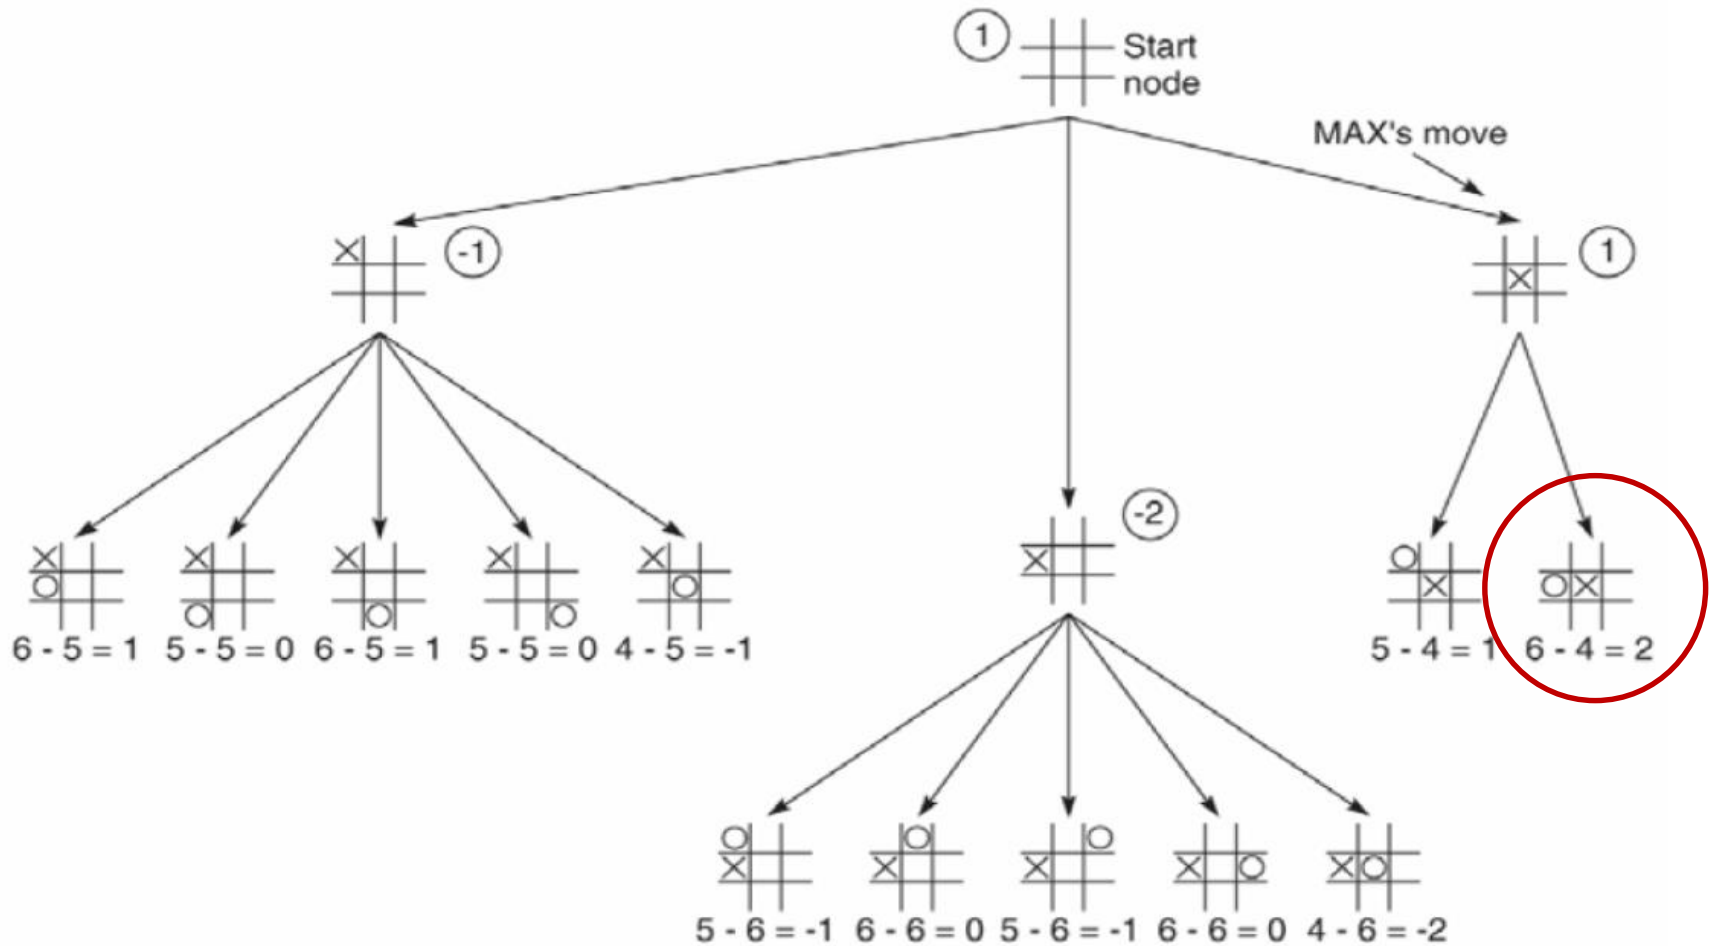 1
Start
node
MAX's move
X
-1
X
1
-2
X
X
O
6 - 5 = 1
X
O
5 - 5 = 0
X
O
6 - 5 = 1
X
O
5 - 5 = 0
X
O
4 - 5 = -1
O
X
5 - 4 = 1
OX
6 - 4 = 2
O
X
5 - 6 = -1
O
X
6 - 6 = 0
O
X
5 - 6 = -1
X O
6 - 6 = 0
XO
4 - 6 = -2